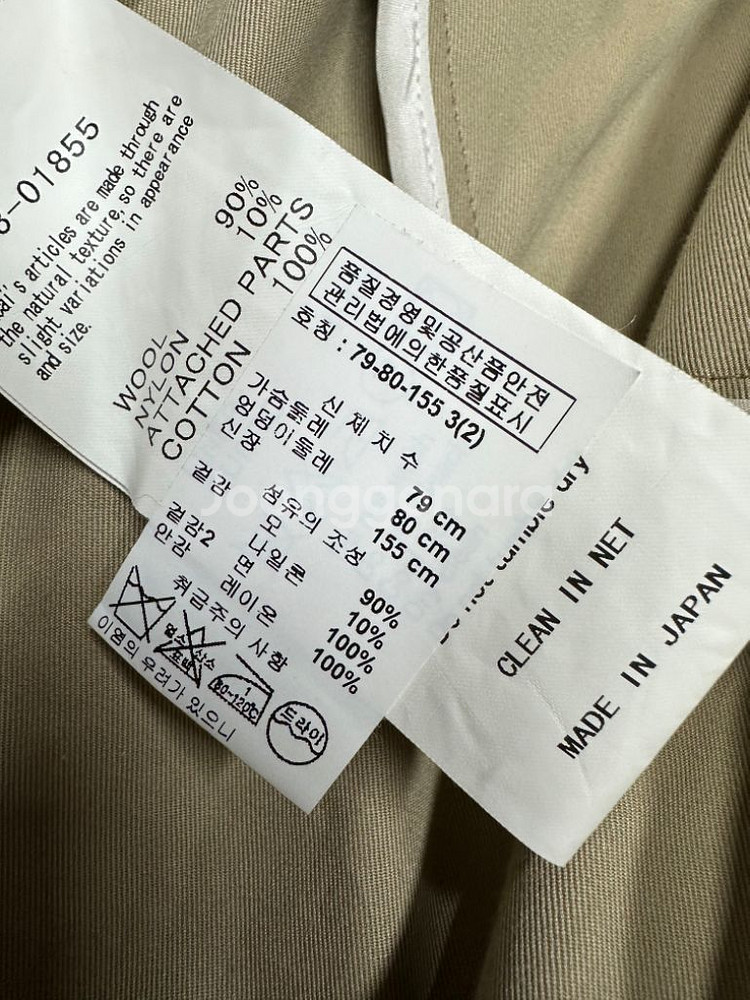 3-01855
articles are made through
the natural texture, so there are
slight variations in appearance
and size.
WOOL 90%
NYLON 10%
ATTACHED PARTS
COTTON 100%
품질경영및공산품안전
관리법에의한품질표시
호칭 : 79-80-155 3(2)
신체치수
가슴둘레 79 cm
엉덩이둘레 80 cm
신장 155 cm
섬유의 조성
겉감 모 90%
나일론 10%
겉감2 면 100%
안감 레이온 100%
취급주의 사항
80~120℃
드라이
이염의 우려가 있으니
tumble dry
CLEAN IN NET
MADE IN JAPAN
Joonggonara